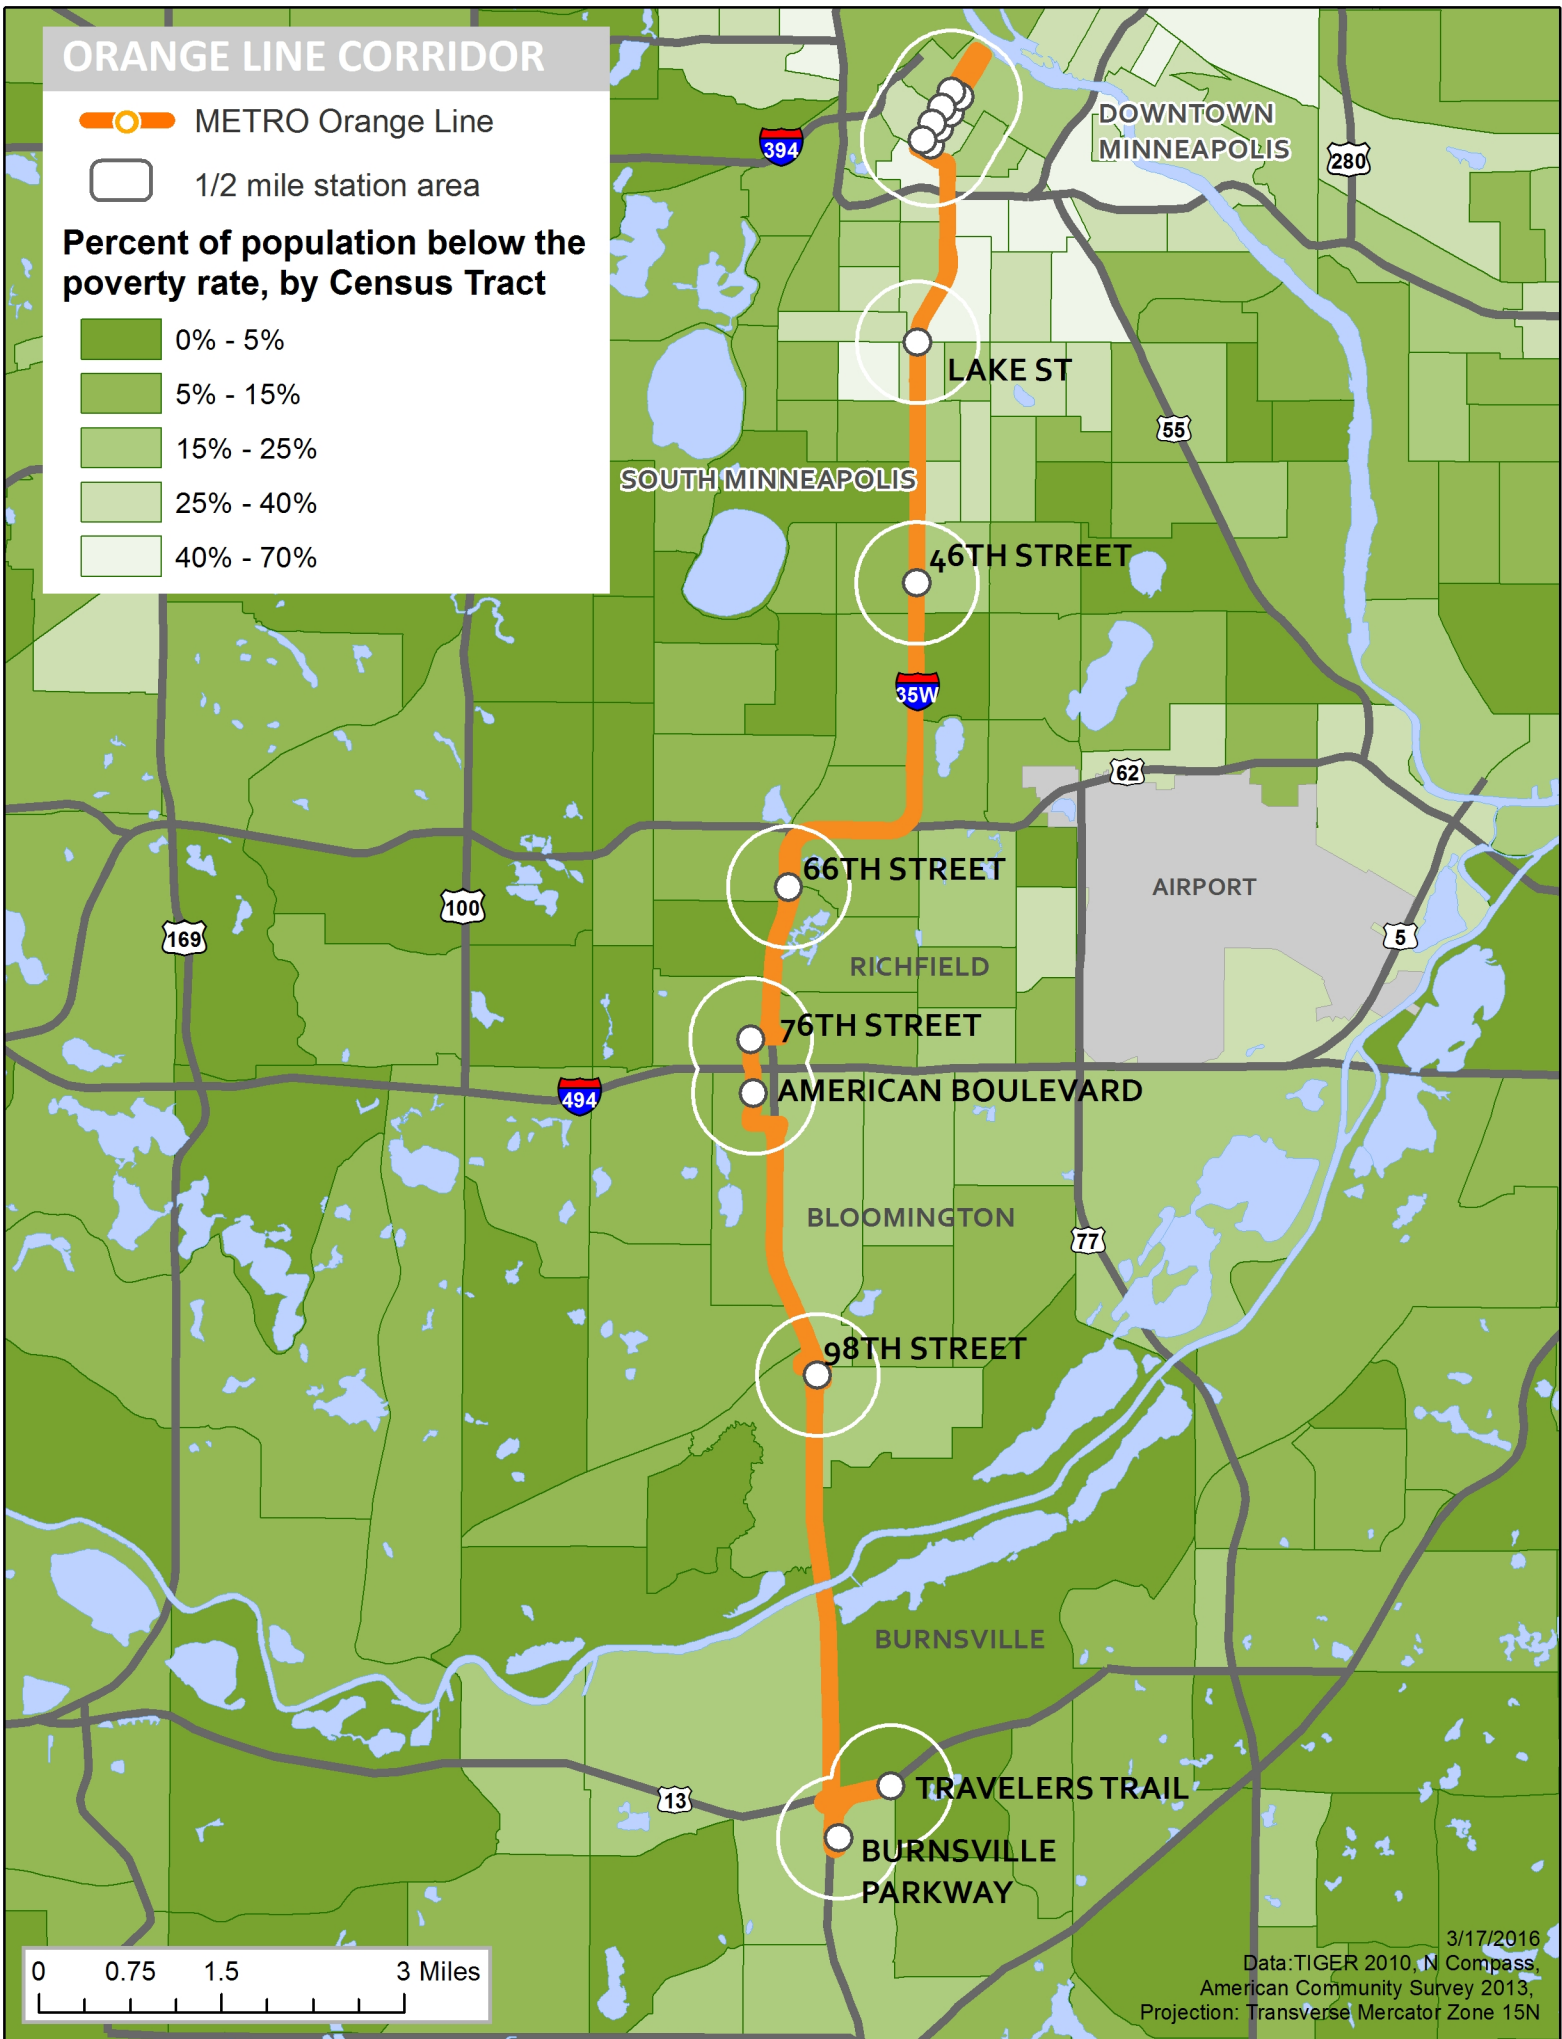 ORANGE LINE CORRIDOR
METRO Orange Line
1/2 mile station area
Percent of population below the
poverty rate, by Census Tract
0% - 5%
5% - 15%
15% - 25%
25% - 40%
40% - 70%
394
DOWNTOWN
MINNEAPOLIS
280
LAKE ST
55
SOUTH MINNEAPOLIS
46TH STREET
35W
62
66TH STREET
AIRPORT
100
169
5
RICHFIELD
76TH STREET
AMERICAN BOULEVARD
494
BLOOMINGTON
77
98TH STREET
BURNSVILLE
TRAVELERS TRAIL
13
BURNSVILLE
PARKWAY
0 0.75 1.5 3 Miles
3/17/2016
Data:TIGER 2010, N Compass,
American Community Survey 2013,
Projection: Transverse Mercator Zone 15N